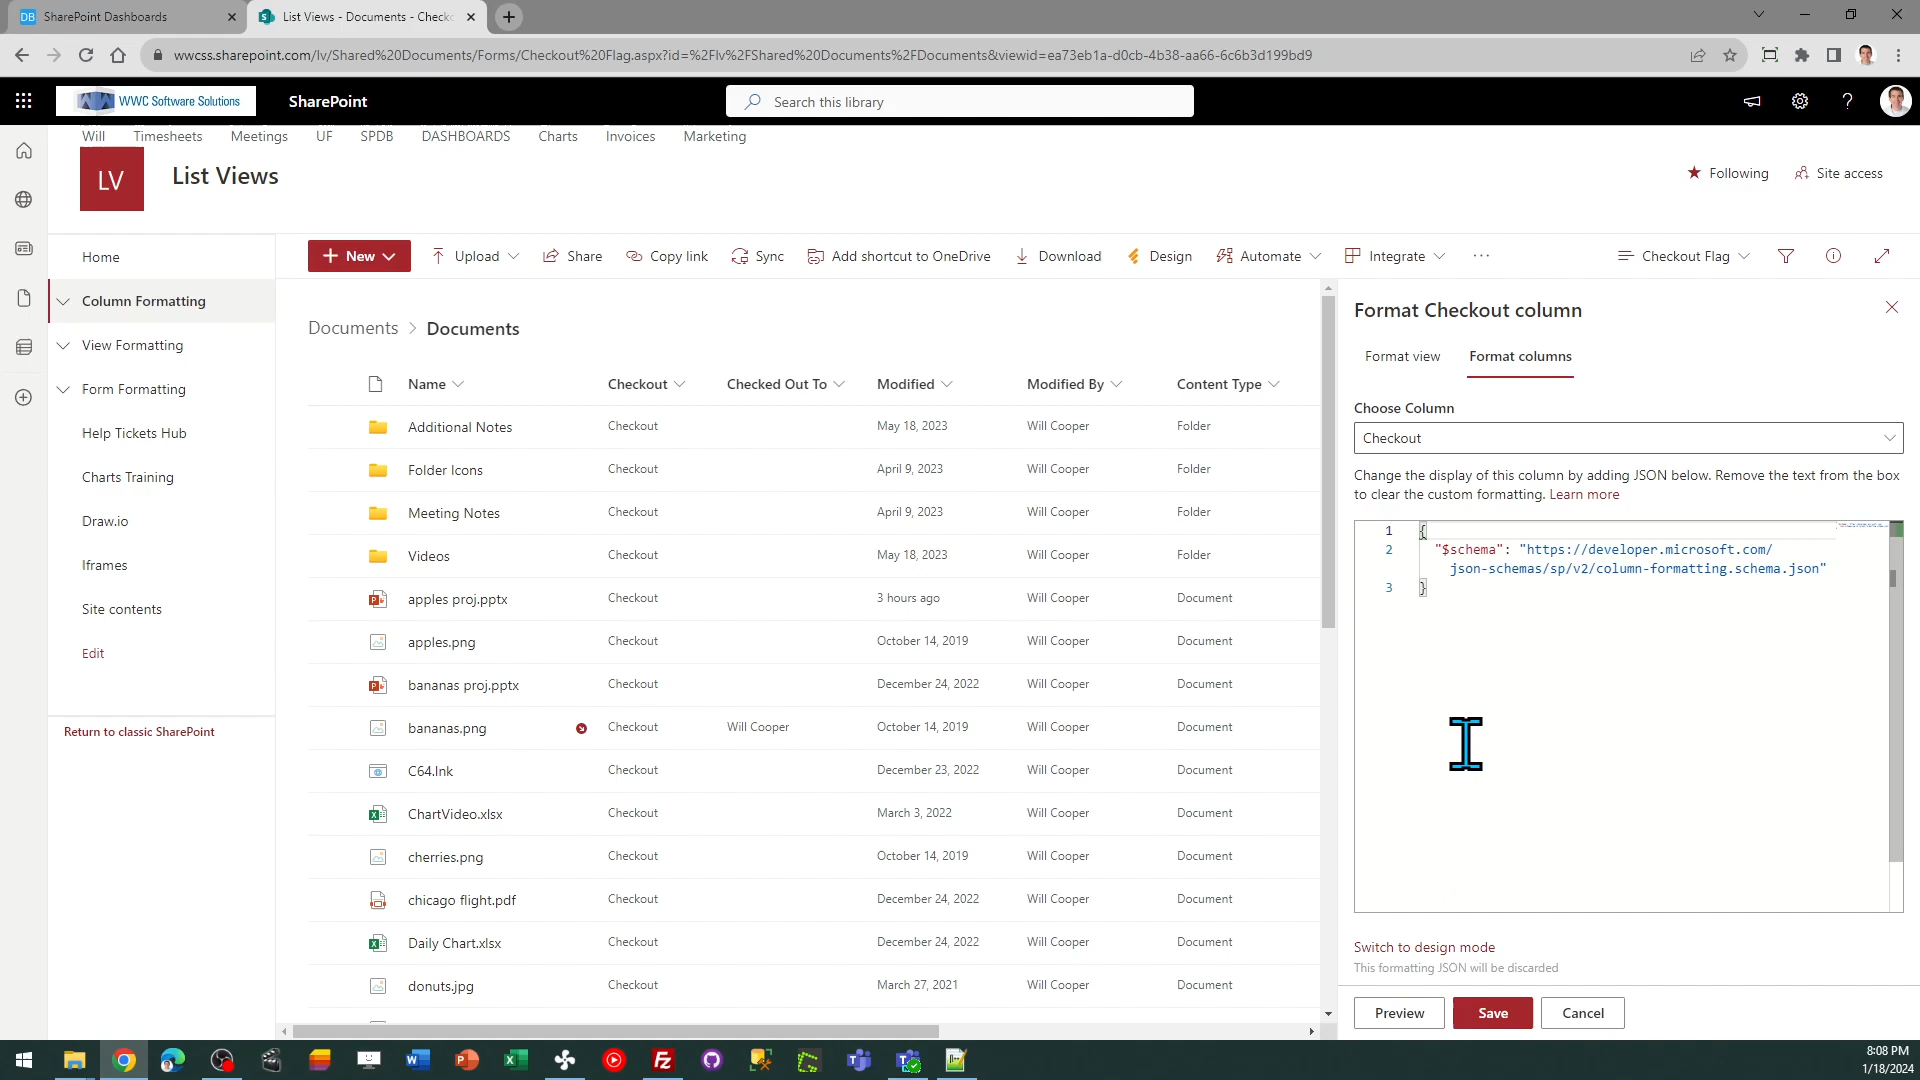 DB SharePoint Dashboards
List Views - Documents - Checko
wwcss.sharepoint.com/lv/Shared%20Documents/Forms/Checkout%20Flag.aspx?id=%2Flv%2FShared%20Documents%2FDocuments&viewid=ea73eb1a-d0cb-4b38-aa66-6c6b3d199bd9
WWC Software Solutions
SharePoint
Search this library
Will Timesheets Meetings UF SPDB DASHBOARDS Charts Invoices Marketing
LV
List Views
Following
Site access
Home
Column Formatting
View Formatting
Form Formatting
Help Tickets Hub
Charts Training
Draw.io
Iframes
Site contents
Edit
Return to classic SharePoint
New Upload Share Copy link Sync Add shortcut to OneDrive Download Design Automate Integrate ... Checkout Flag
Documents > Documents
Name Checkout Checked Out To Modified Modified By Content Type
Additional Notes Checkout May 18, 2023 Will Cooper Folder
Folder Icons Checkout April 9, 2023 Will Cooper Folder
Meeting Notes Checkout April 9, 2023 Will Cooper Folder
Videos Checkout May 18, 2023 Will Cooper Folder
apples proj.pptx Checkout 3 hours ago Will Cooper Document
apples.png Checkout October 14, 2019 Will Cooper Document
bananas proj.pptx Checkout December 24, 2022 Will Cooper Document
bananas.png Checkout Will Cooper October 14, 2019 Will Cooper Document
C64.lnk Checkout December 23, 2022 Will Cooper Document
ChartVideo.xlsx Checkout March 3, 2022 Will Cooper Document
cherries.png Checkout October 14, 2019 Will Cooper Document
chicago flight.pdf Checkout December 24, 2022 Will Cooper Document
Daily Chart.xlsx Checkout December 24, 2022 Will Cooper Document
donuts.jpg Checkout March 27, 2021 Will Cooper Document
Format Checkout column
Format view Format columns
Choose Column
Checkout
Change the display of this column by adding JSON below. Remove the text from the box
to clear the custom formatting. Learn more
1 {
2 "$schema": "https://developer.microsoft.com/
json-schemas/sp/v2/column-formatting.schema.json"
3 }
Switch to design mode
This formatting JSON will be discarded
Preview Save Cancel
8:08 PM
1/18/2024